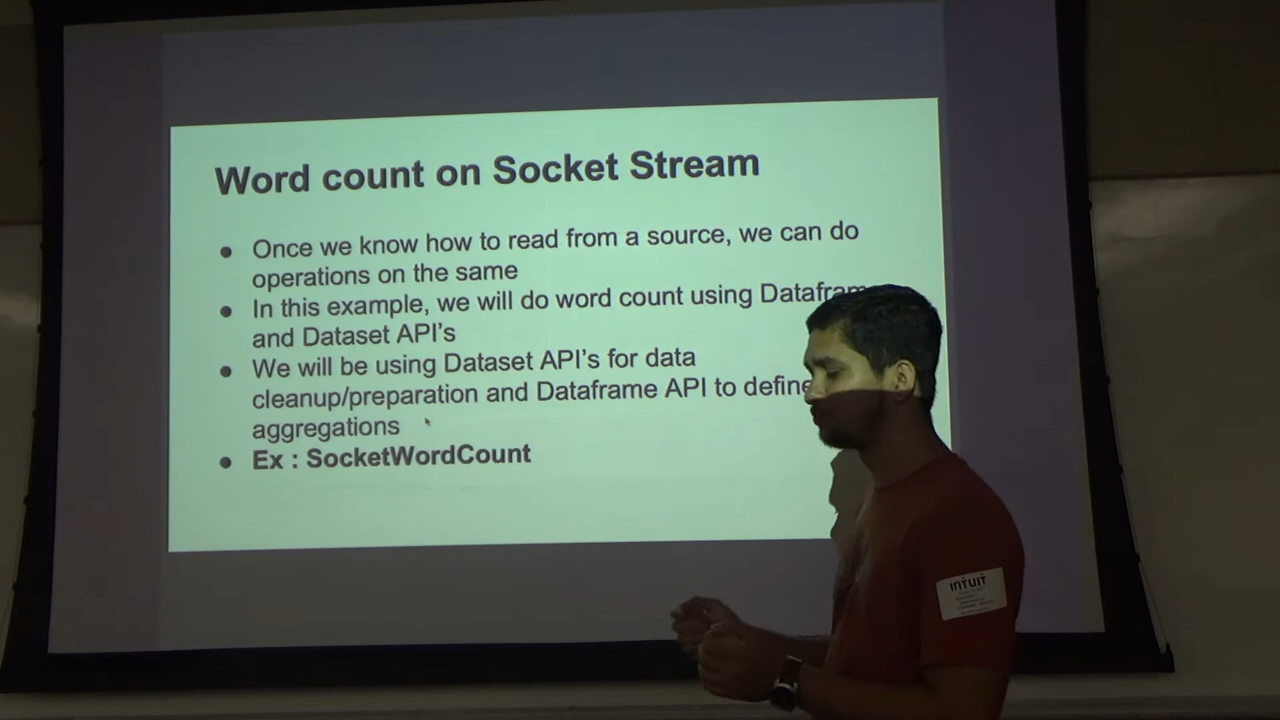 Word count on Socket Stream
● Once we know how to read from a source, we can do
operations on the same
● In this example, we will do word count using
and Dataset API's
● We will be using Dataset API's for data
cleanup/preparation and Dataframe API to define
aggregations
● Ex : SocketWordCount
INTUIT